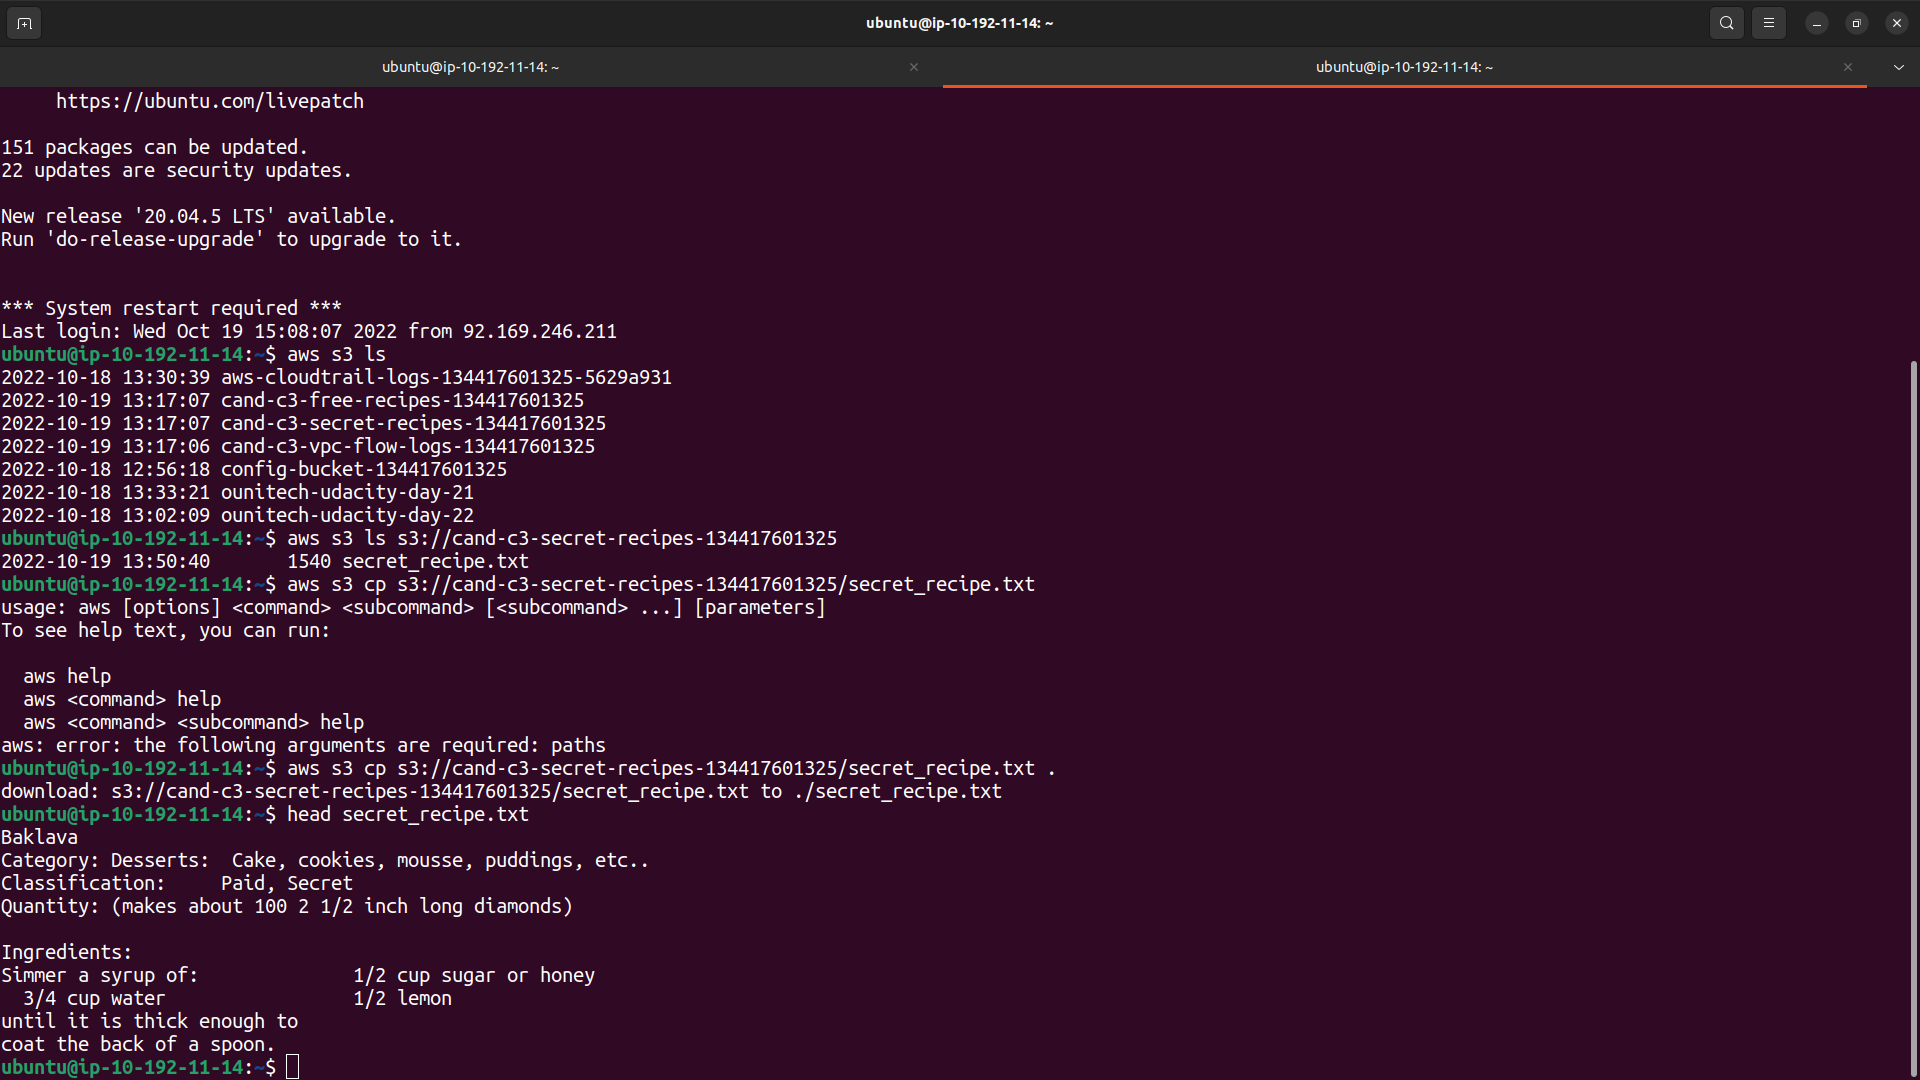 ubuntu@ip-10-192-11-14: ~
ubuntu@ip-10-192-11-14: ~
ubuntu@ip-10-192-11-14: ~
     https://ubuntu.com/livepatch

151 packages can be updated.
22 updates are security updates.

New release '20.04.5 LTS' available.
Run 'do-release-upgrade' to upgrade to it.


*** System restart required ***
Last login: Wed Oct 19 15:08:07 2022 from 92.169.246.211
ubuntu@ip-10-192-11-14:~$ aws s3 ls
2022-10-18 13:30:39 aws-cloudtrail-logs-134417601325-5629a931
2022-10-19 13:17:07 cand-c3-free-recipes-134417601325
2022-10-19 13:17:07 cand-c3-secret-recipes-134417601325
2022-10-19 13:17:06 cand-c3-vpc-flow-logs-134417601325
2022-10-18 12:56:18 config-bucket-134417601325
2022-10-18 13:33:21 ounitech-udacity-day-21
2022-10-18 13:02:09 ounitech-udacity-day-22
ubuntu@ip-10-192-11-14:~$ aws s3 ls s3://cand-c3-secret-recipes-134417601325
2022-10-19 13:50:40       1540 secret_recipe.txt
ubuntu@ip-10-192-11-14:~$ aws s3 cp s3://cand-c3-secret-recipes-134417601325/secret_recipe.txt
usage: aws [options] <command> <subcommand> [<subcommand> ...] [parameters]
To see help text, you can run:

  aws help
  aws <command> help
  aws <command> <subcommand> help
aws: error: the following arguments are required: paths
ubuntu@ip-10-192-11-14:~$ aws s3 cp s3://cand-c3-secret-recipes-134417601325/secret_recipe.txt .
download: s3://cand-c3-secret-recipes-134417601325/secret_recipe.txt to ./secret_recipe.txt
ubuntu@ip-10-192-11-14:~$ head secret_recipe.txt
Baklava
Category: Desserts:  Cake, cookies, mousse, puddings, etc..
Classification:     Paid, Secret
Quantity: (makes about 100 2 1/2 inch long diamonds)

Ingredients:
Simmer a syrup of:              1/2 cup sugar or honey
  3/4 cup water                 1/2 lemon
until it is thick enough to
coat the back of a spoon.
ubuntu@ip-10-192-11-14:~$